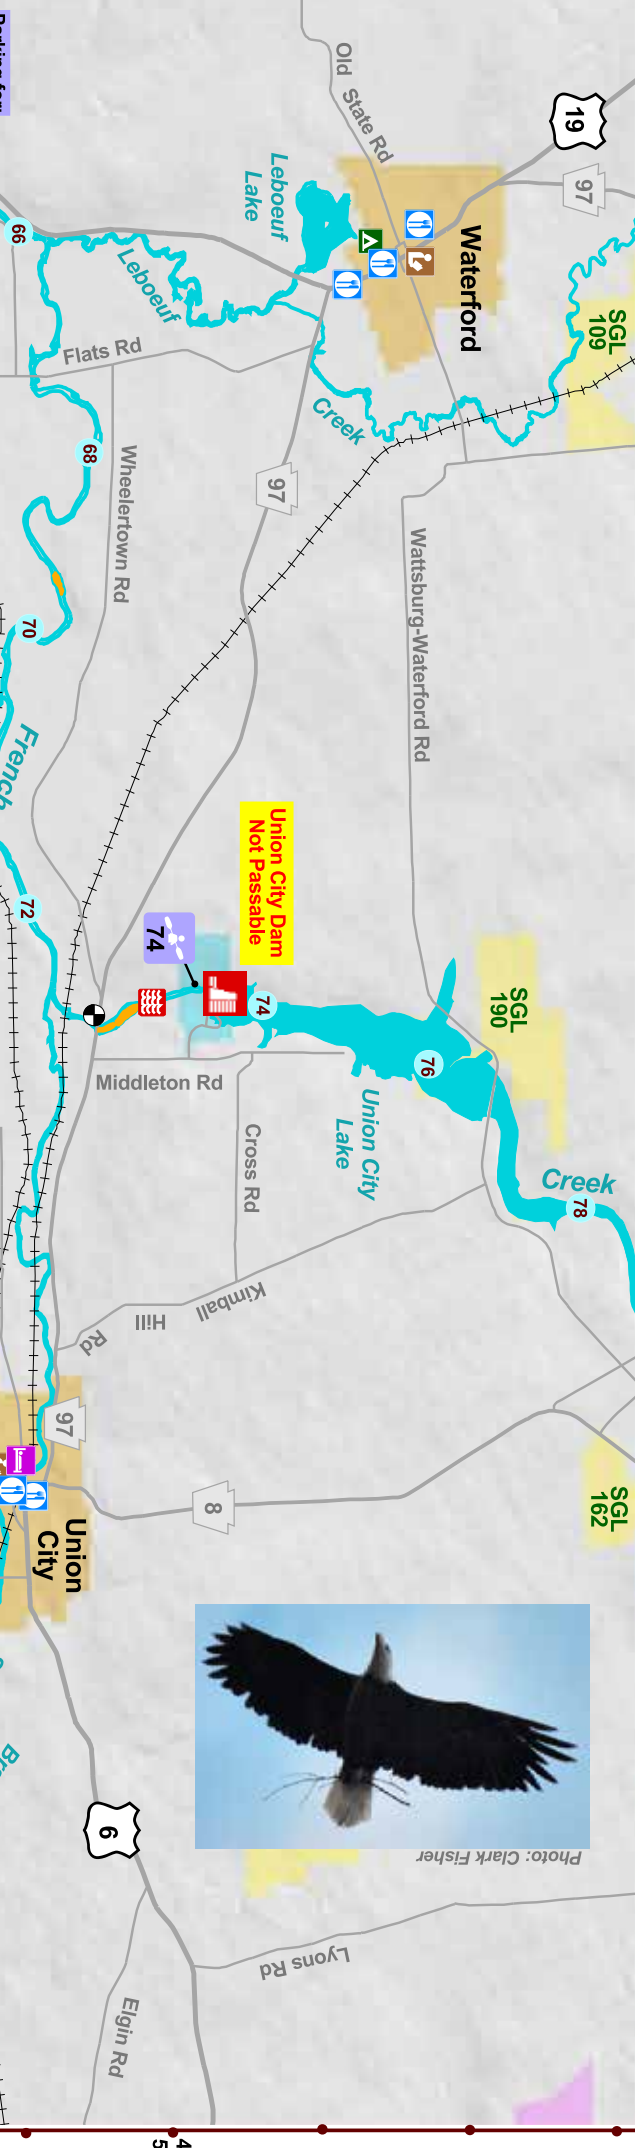 Parking for:
19
97
Old State Rd
Waterford
Leboeuf
Lake
SGL
109
66
Leboeuf
Flats Rd
Creek
68
97
Wheelertown Rd
Wattsburg-Waterford Rd
70
French
72
Union City Dam
Not Passable
74
74
SGL
190
76
Middleton Rd
Union City
Lake
Cross Rd
Creek
78
Kimball
Hill
Rd
97
8
SGL
162
Union
City
6
Photo: Clark Fisher
Lyons Rd
Elgin Rd